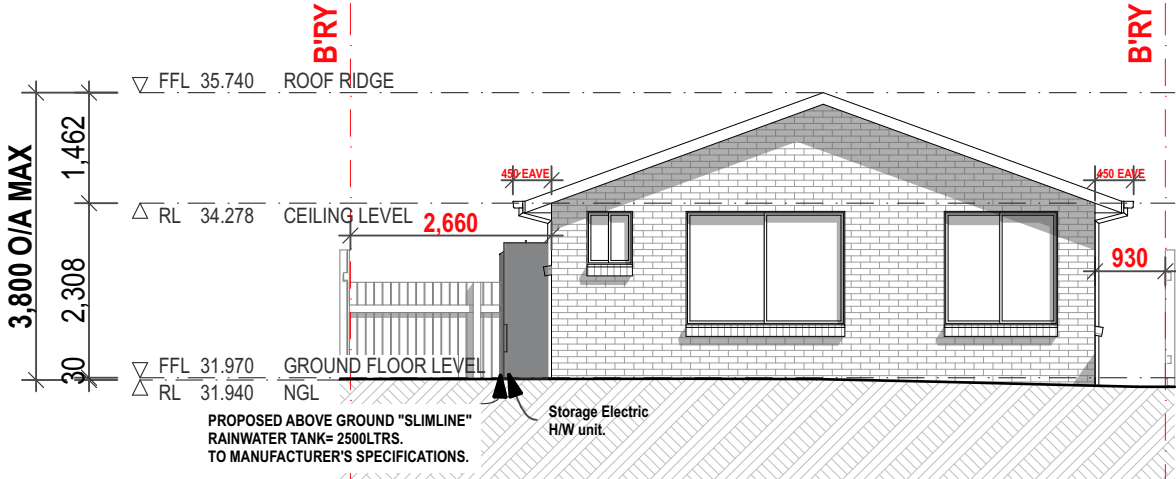 B'RY
B'RY
FFL 35.740 ROOF RIDGE
3,800 O/A MAX
1,462
450 EAVE
450 EAVE
RL 34.278 CEILING LEVEL
2,660
930
2,308
FFL 31.970 GROUND FLOOR LEVEL
30
RL 31.940 NGL
PROPOSED ABOVE GROUND "SLIMLINE"
RAINWATER TANK= 2500LTRS.
TO MANUFACTURER'S SPECIFICATIONS.
Storage Electric
H/W unit.